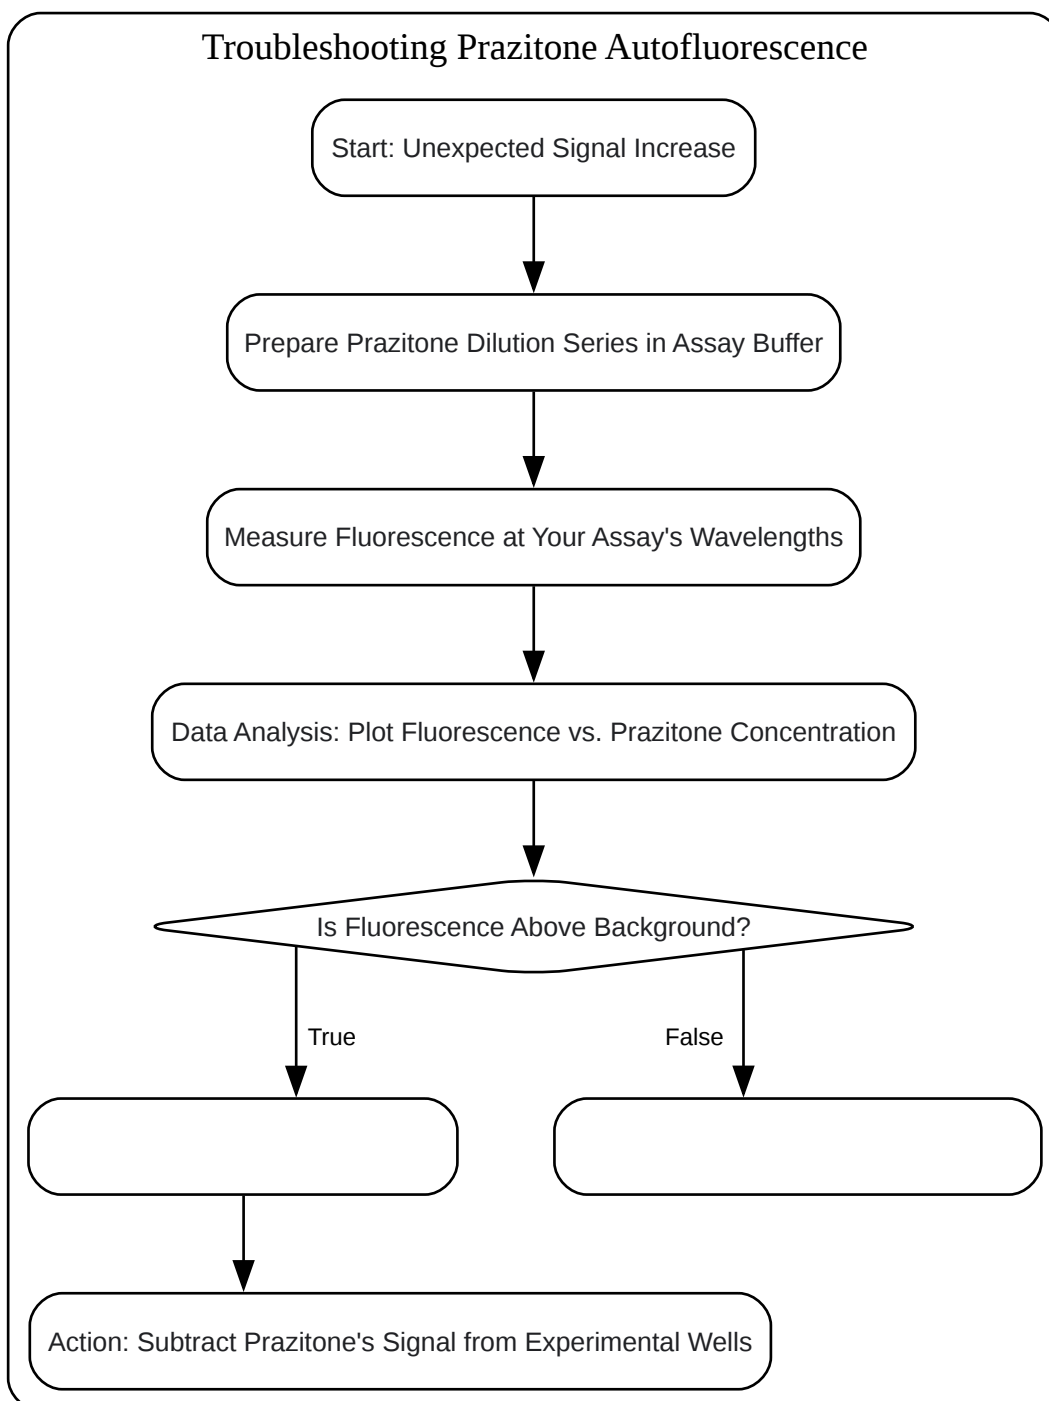 Troubleshooting Prazitone Autofluorescence
Start: Unexpected Signal Increase
Prepare Prazitone Dilution Series in Assay Buffer
Measure Fluorescence at Your Assay's Wavelengths
Data Analysis: Plot Fluorescence vs. Prazitone Concentration
Is Fluorescence Above Background?
True
False
Action: Subtract Prazitone's Signal from Experimental Wells